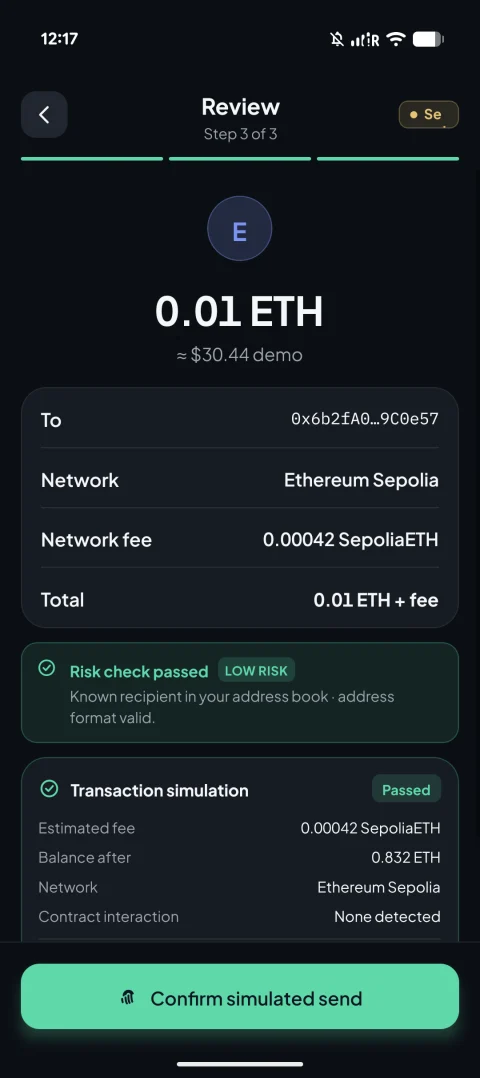 12:17
R
Review
Se
Step 3 of 3
E
0.01 ETH
≈ $30.44 demo
To 0x6b2fA0…9C0e57
Network Ethereum Sepolia
Network fee 0.00042 SepoliaETH
Total 0.01 ETH + fee
Risk check passed LOW RISK
Known recipient in your address book · address
format valid.
Transaction simulation Passed
Estimated fee 0.00042 SepoliaETH
Balance after 0.832 ETH
Network Ethereum Sepolia
Contract interaction None detected
Confirm simulated send